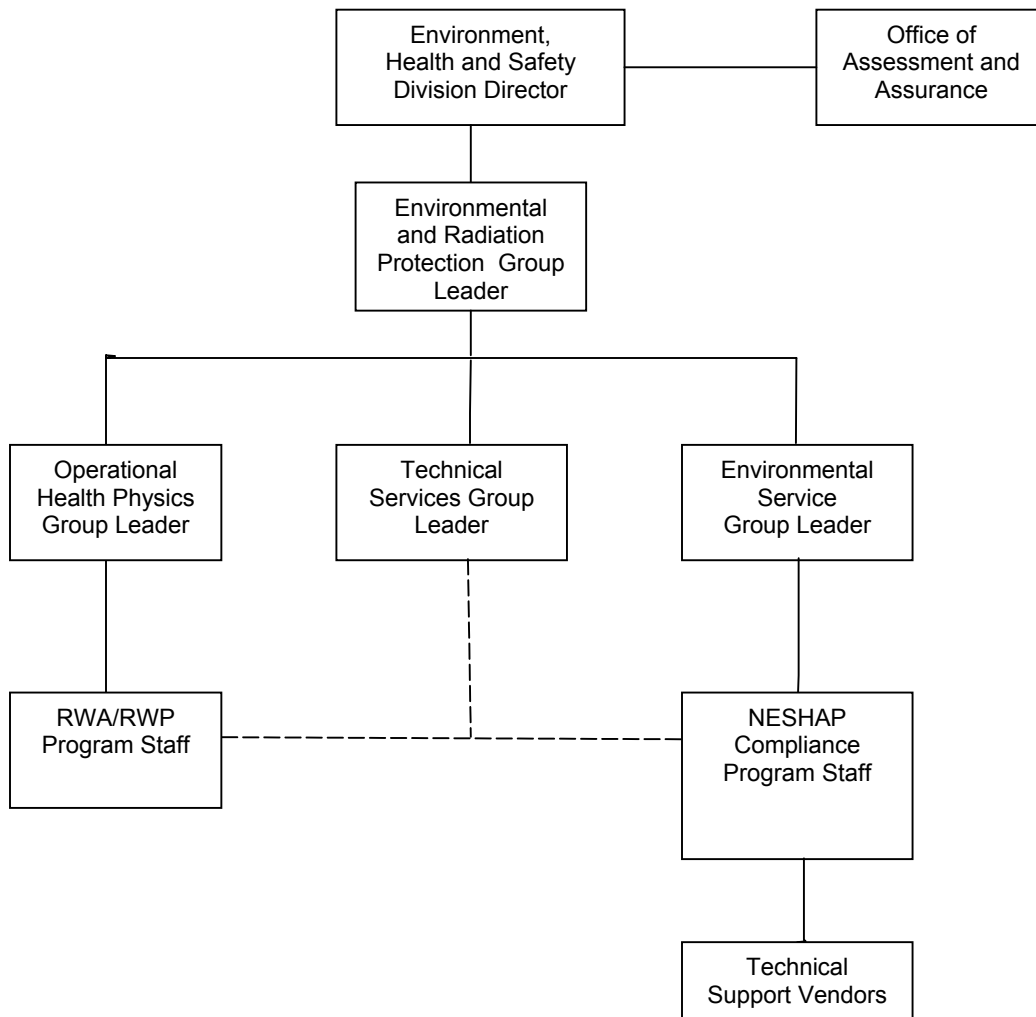 Environment,
Health and Safety
Division Director
Office of
Assessment and
Assurance
Environmental
and Radiation
Protection Group
Leader
Operational
Health Physics
Group Leader
Technical
Services Group
Leader
Environmental
Service
Group Leader
RWA/RWP
Program Staff
NESHAP
Compliance
Program Staff
Technical
Support Vendors